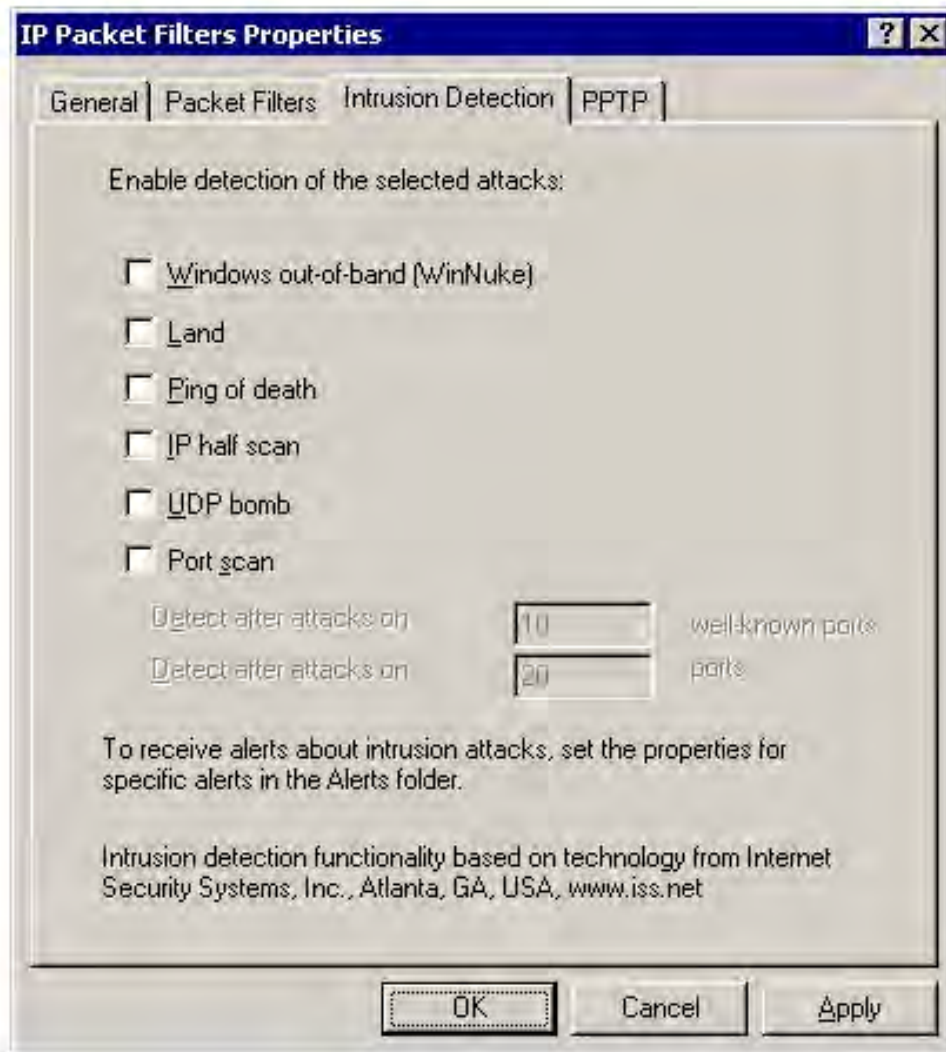 IP Packet Filters Properties
General Packet Filters Intrusion Detection PPTP
Enable detection of the selected attacks:
Windows out-of-band (WinNuke)
Land
Ping of death
IP half scan
UDP bomb
Port scan
Detect after attacks on 10 well-known ports
Detect after attacks on 20 ports
To receive alerts about intrusion attacks, set the properties for
specific alerts in the Alerts folder.
Intrusion detection functionality based on technology from Internet
Security Systems, Inc., Atlanta, GA, USA, www.iss.net
OK Cancel Apply